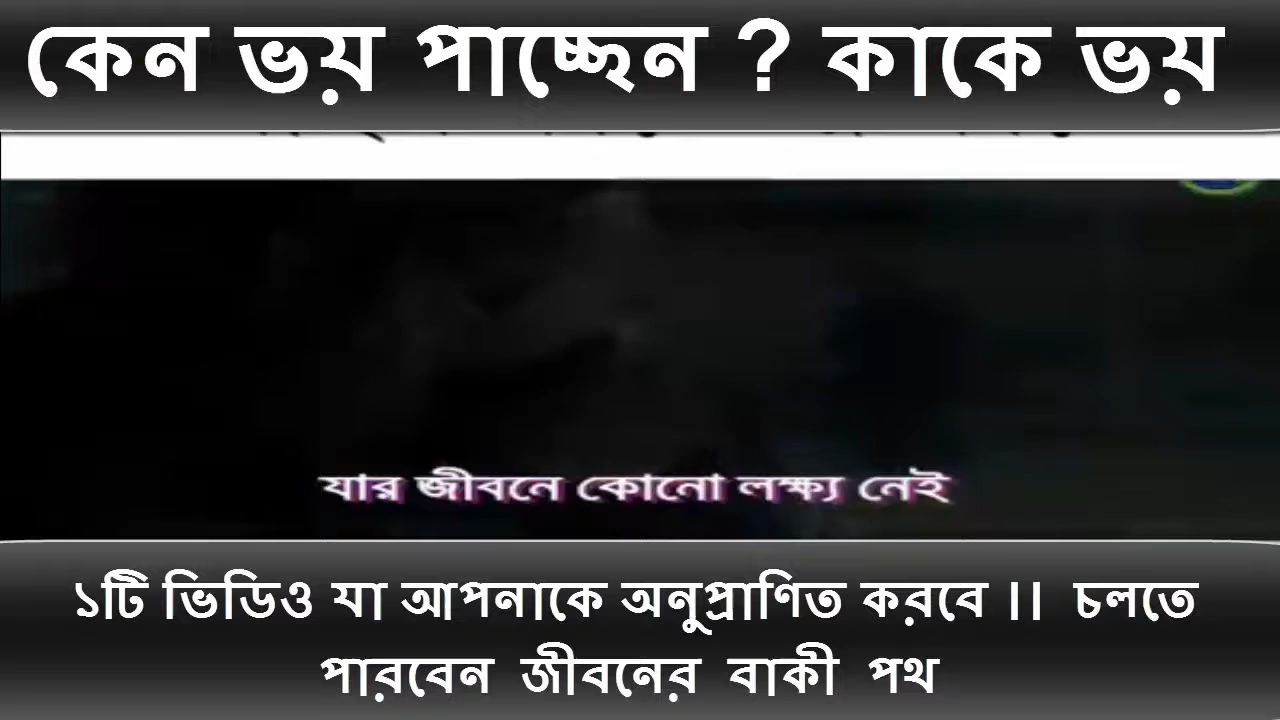 কেন ভয় পাচ্ছেন ? কাকে ভয়
যার জীবনে কোনো লক্ষ্য নেই
১টি ভিডিও যা আপনাকে অনুপ্রাণিত করবে ।। চলতে
পারবেন জীবনের বাকী পথ